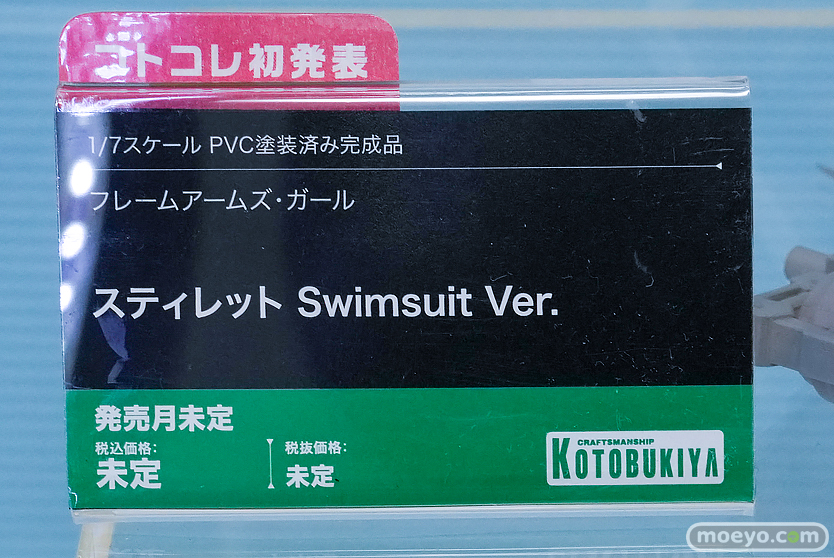 コトコレ初発表
1/7スケール PVC塗装済み完成品
フレームアームズ・ガール
スティレット Swimsuit Ver.
発売月未定
税込価格: 税抜価格:
未定 未定
CRAFTSMANSHIP
KOTOBUKIYA
moeyo.com